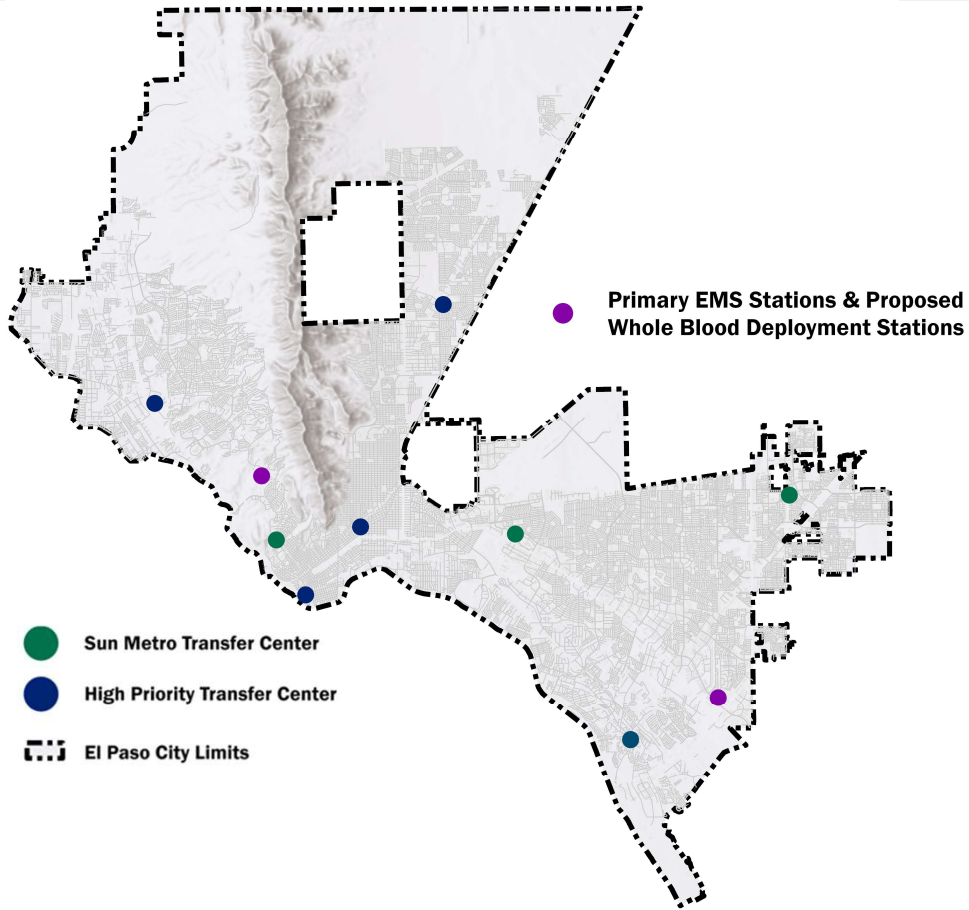 Primary EMS Stations & Proposed
Whole Blood Deployment Stations
Sun Metro Transfer Center
High Priority Transfer Center
El Paso City Limits